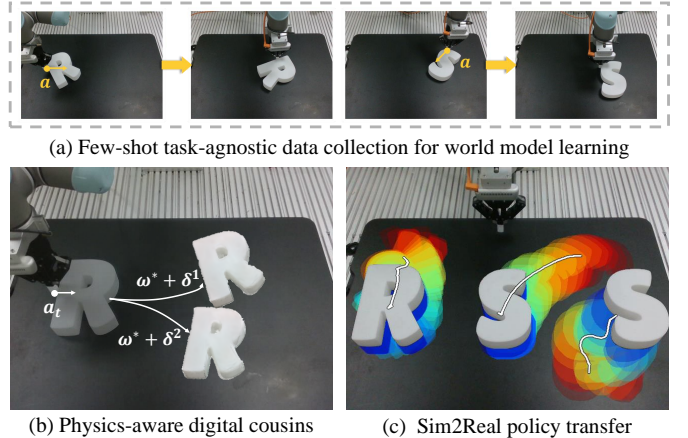 a
a
(a) Few-shot task-agnostic data collection for world model learning
ω* + δ¹
a_t
ω* + δ²
(b) Physics-aware digital cousins
(c) Sim2Real policy transfer